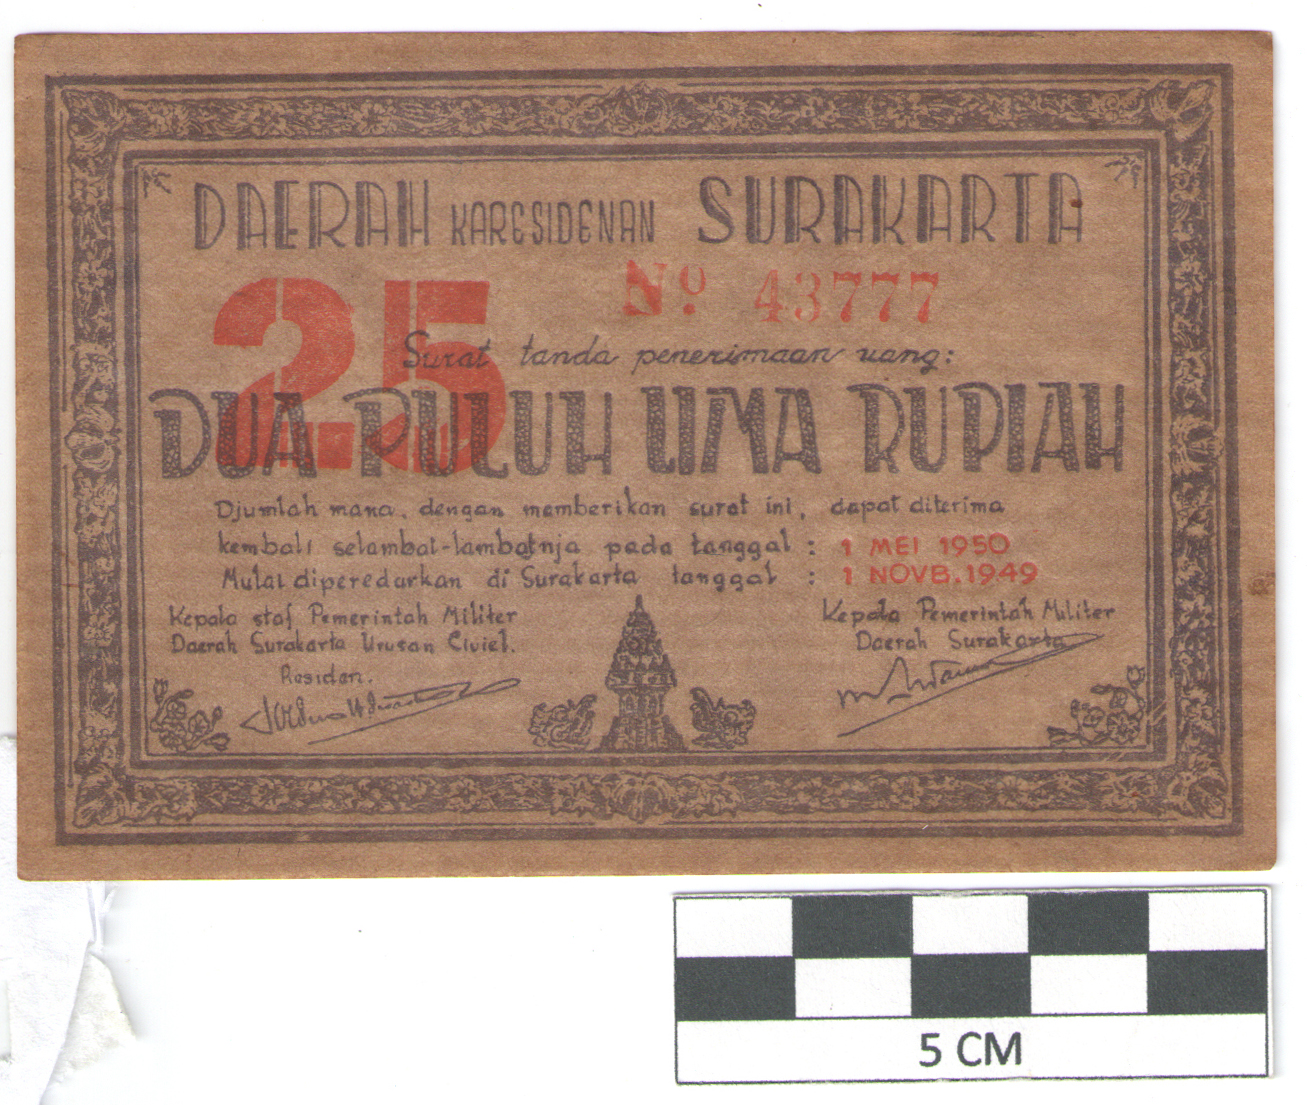 DAERAH KARESIDENAN SURAKARTA
25
No 43777
Surat tanda penerimaan uang:
DUA PULUH LIMA RUPIAH
Djumlah mana, dengan memberikan surat ini, dapat diterima
kembali selambat-lambatnja pada tanggal : 1 MEI 1950
Mulai diperedarkan di Surakarta tanggal : 1 NOVB. 1949
Kepala staf Pemerintah Militer
Daerah Surakarta Urusan Civiel.
Residen.
Kepala Pemerintah Militer
Daerah Surakarta
5 CM